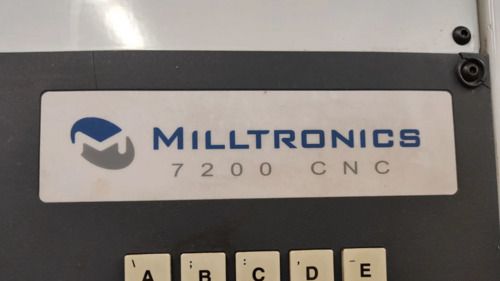 MILLTRONICS
7200 CNC
\ ; : , _
A B C D E